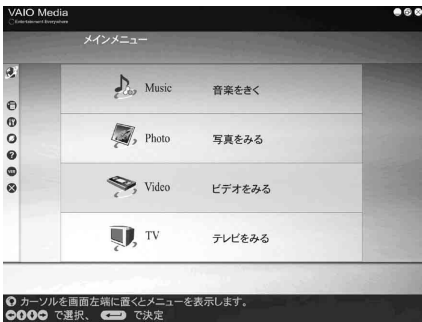 VAIO Media
Entertainment Everywhere
メインメニュー
Music 音楽をきく
Photo 写真をみる
Video ビデオをみる
TV テレビをみる
カーソルを画面左端に置くとメニューを表示します。
で選択、 で決定